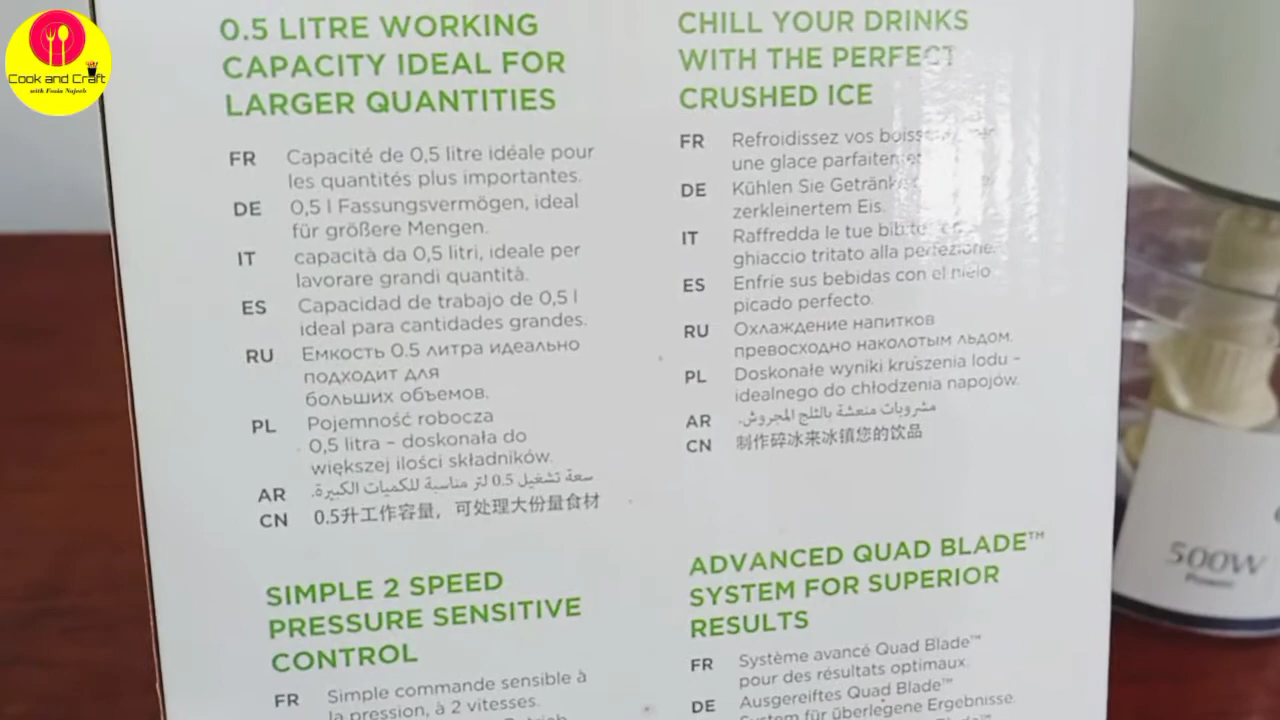 Cook and Craft
with Fozia Najeeb
0.5 LITRE WORKING
CAPACITY IDEAL FOR
LARGER QUANTITIES
FR Capacité de 0,5 litre idéale pour
les quantités plus importantes.
DE 0,5 l Fassungsvermögen, ideal
für größere Mengen.
IT capacità da 0,5 litri, ideale per
lavorare grandi quantità.
ES Capacidad de trabajo de 0,5 l
ideal para cantidades grandes.
RU Емкость 0.5 литра идеально
подходит для
больших объемов.
PL Pojemność robocza
0,5 litra – doskonała do
większej ilości składników.
AR سعة تشغيل 0.5 لتر مناسبة للكميات الكبيرة.
CN 0.5升工作容量，可处理大份量食材
CHILL YOUR DRINKS
WITH THE PERFECT
CRUSHED ICE
FR Refroidissez vos
une glace
DE Kühlen Sie
zerkleinertem Eis.
IT Raffredda le tue
ghiaccio tritato alla perfezione.
ES Enfríe sus bebidas con el hielo
picado perfecto.
RU Охлаждение напитков
превосходно наколотым льдом.
PL Doskonałe wyniki kruszenia lodu –
idealnego do chłodzenia napojów.
AR مشروبات منعشة بالثلج المجروش.
CN 制作碎冰来冰镇您的饮品
SIMPLE 2 SPEED
PRESSURE SENSITIVE
CONTROL
FR Simple commande sensible à
la pression, à 2 vitesses.
ADVANCED QUAD BLADE™
SYSTEM FOR SUPERIOR
RESULTS
FR Système avancé Quad Blade™
pour des résultats optimaux.
DE Ausgereiftes Quad Blade™
System für überlegene Ergebnisse.
500W
Power